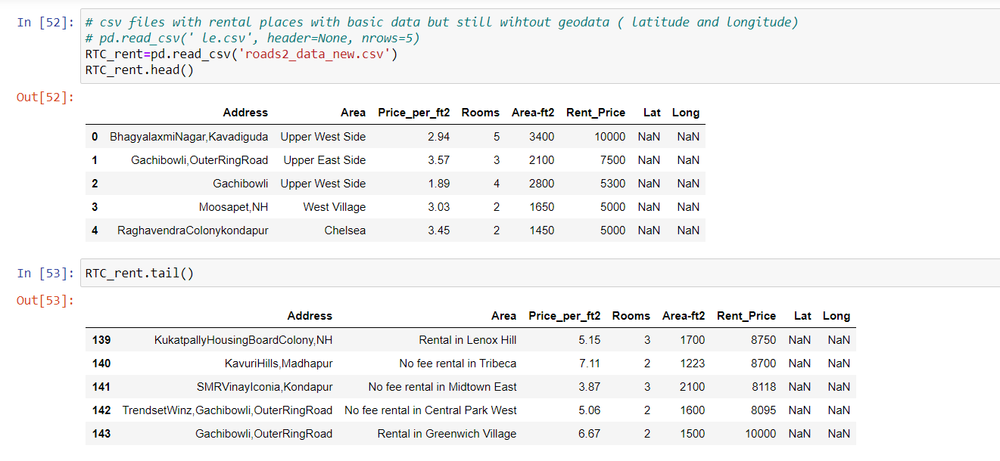 In [52]: # csv files with rental places with basic data but still wihtout geodata ( latitude and longitude)
# pd.read_csv(' le.csv', header=None, nrows=5)
RTC_rent=pd.read_csv('roads2_data_new.csv')
RTC_rent.head()
Out[52]:
Address Area Price_per_ft2 Rooms Area-ft2 Rent_Price Lat Long
0 BhagyalaxmiNagar,Kavadiguda Upper West Side 2.94 5 3400 10000 NaN NaN
1 Gachibowli,OuterRingRoad Upper East Side 3.57 3 2100 7500 NaN NaN
2 Gachibowli Upper West Side 1.89 4 2800 5300 NaN NaN
3 Moosapet,NH West Village 3.03 2 1650 5000 NaN NaN
4 RaghavendraColonykondapur Chelsea 3.45 2 1450 5000 NaN NaN
In [53]: RTC_rent.tail()
Out[53]:
Address Area Price_per_ft2 Rooms Area-ft2 Rent_Price Lat Long
139 KukatpallyHousingBoardColony,NH Rental in Lenox Hill 5.15 3 1700 8750 NaN NaN
140 KavuriHills,Madhapur No fee rental in Tribeca 7.11 2 1223 8700 NaN NaN
141 SMRVinayIconia,Kondapur No fee rental in Midtown East 3.87 3 2100 8118 NaN NaN
142 TrendsetWinz,Gachibowli,OuterRingRoad No fee rental in Central Park West 5.06 2 1600 8095 NaN NaN
143 Gachibowli,OuterRingRoad Rental in Greenwich Village 6.67 2 1500 10000 NaN NaN